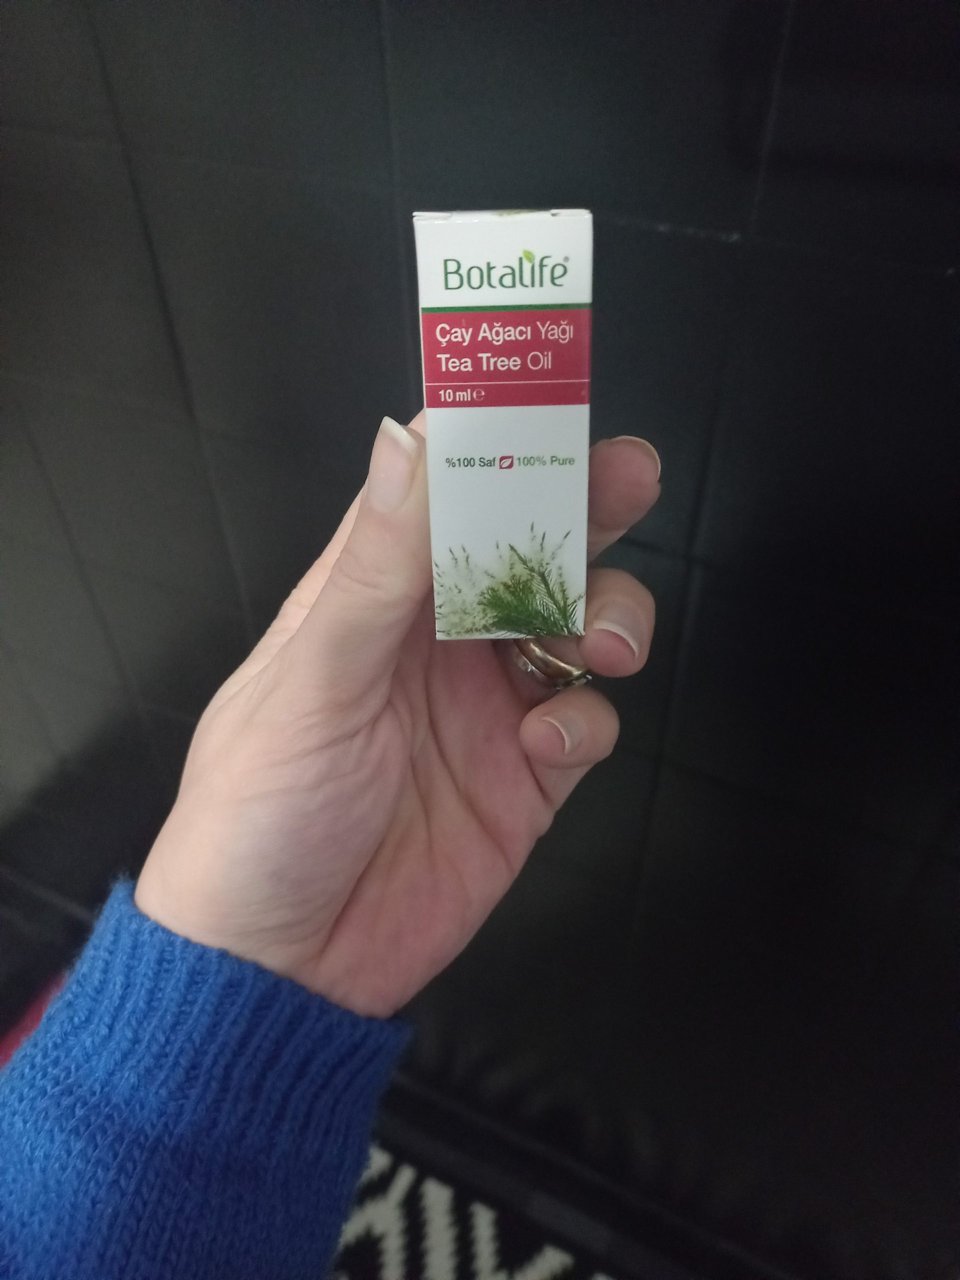 Botalife®
Çay Ağacı Yağı
Tea Tree Oil
10 ml ℮
%100 Saf 100% Pure